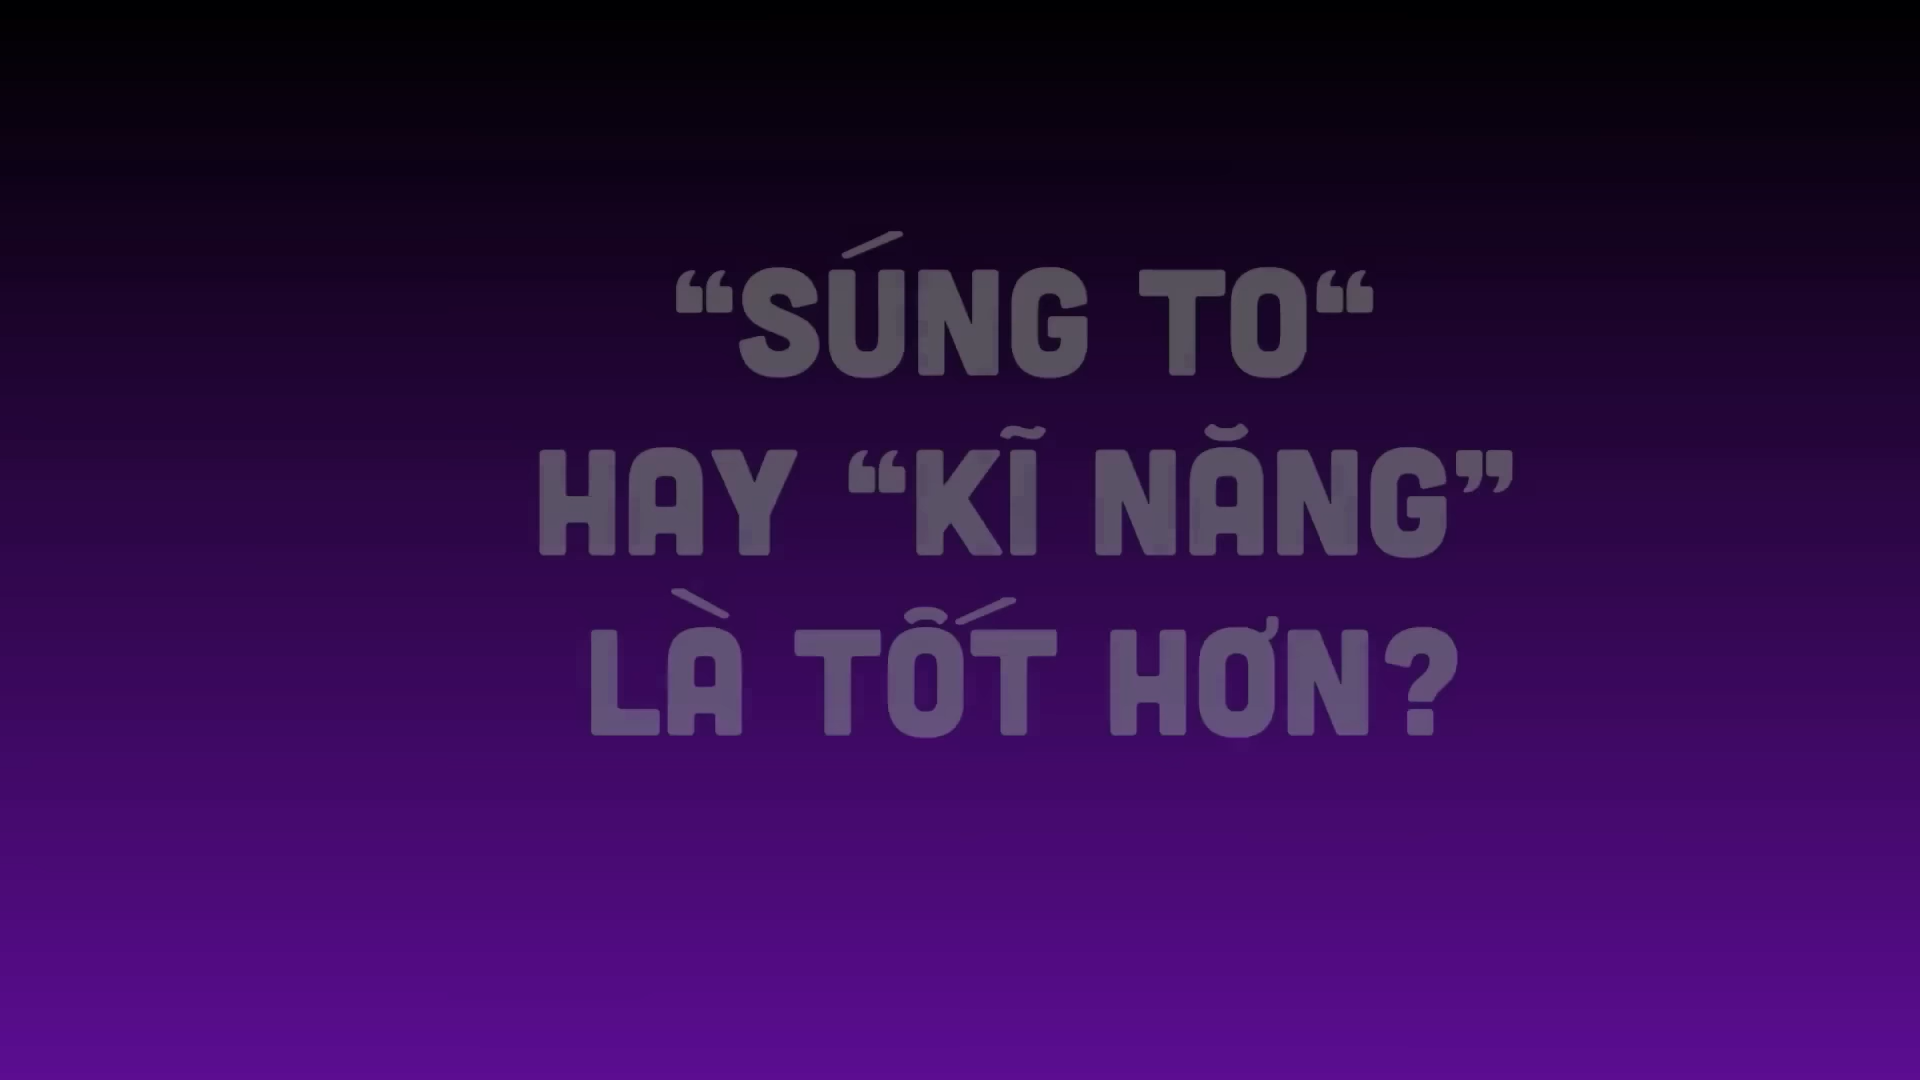 “SÚNG TO“
HAY “KĨ NĂNG”
LÀ TỐT HƠN?